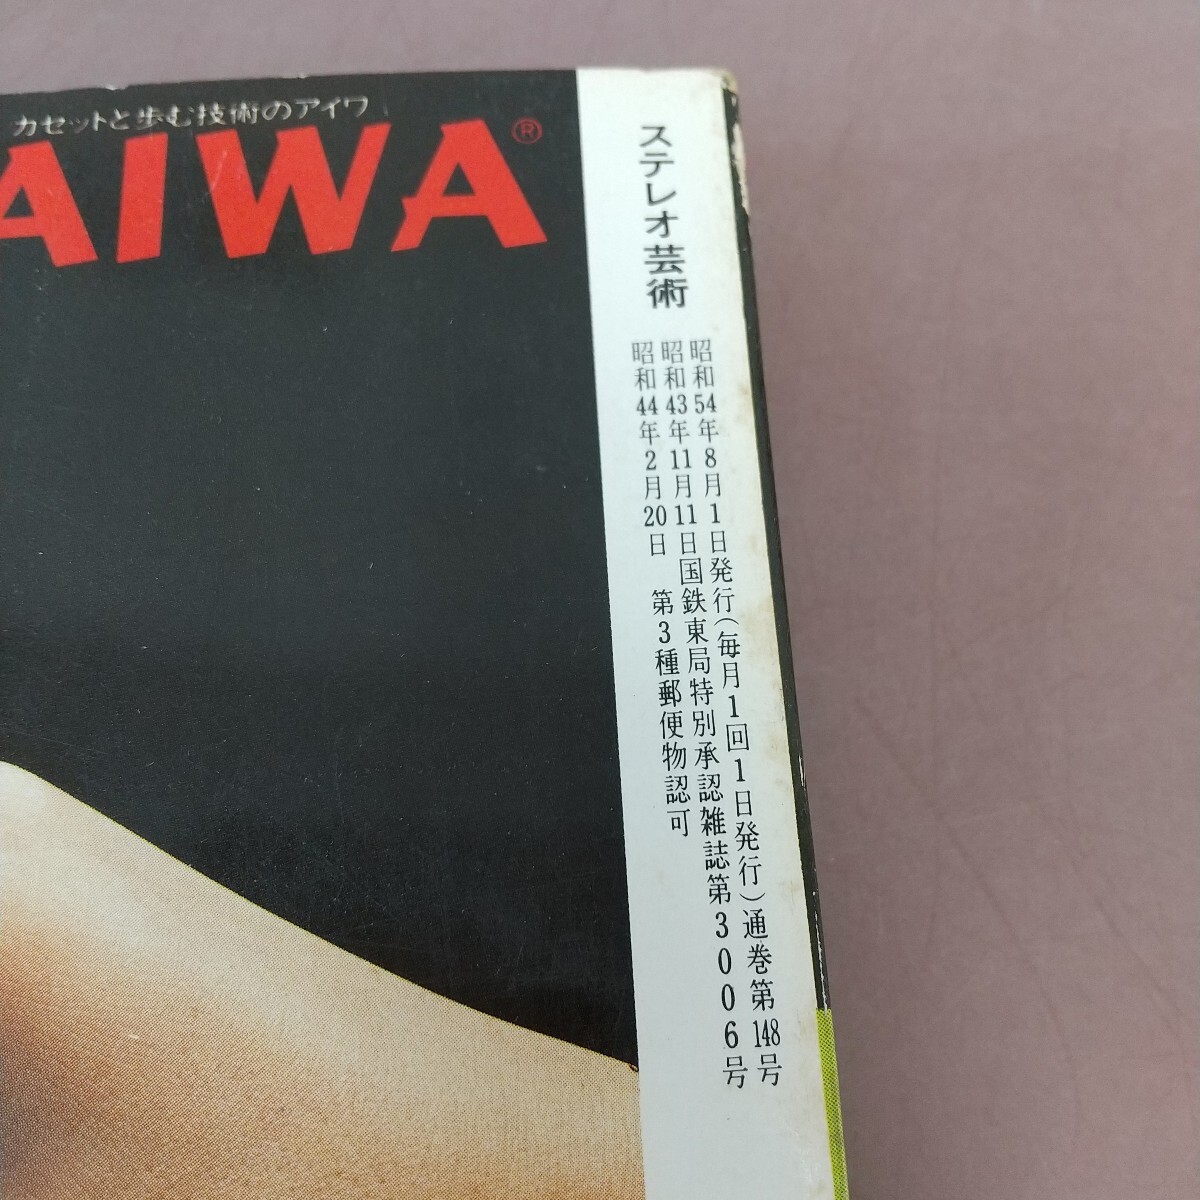 カセットと歩む技術のアイワ
AIWA®
ステレオ芸術
昭和54年8月1日発行(毎月1回1日発行)通巻第148号
昭和43年11月11日国鉄東局特別承認雑誌第3006号
昭和44年2月20日 第3種郵便物認可